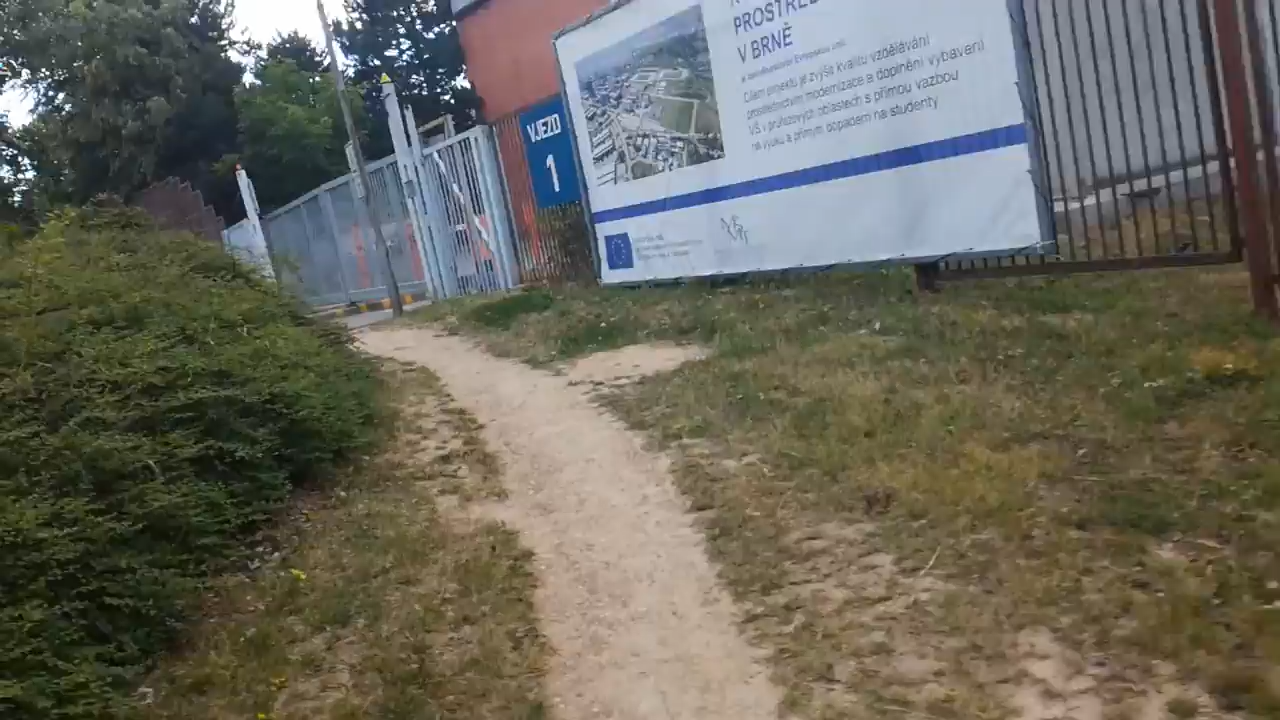 PROSTŘED
V BRNĚ
Cílem projektu je zvýšit kvalitu vzdělávání
prostřednictvím modernizace a doplnění vybavení
VŠ v průřezových oblastech s přímou vazbou
na výuku a přímým dopadem na studenty
VJEZD
1